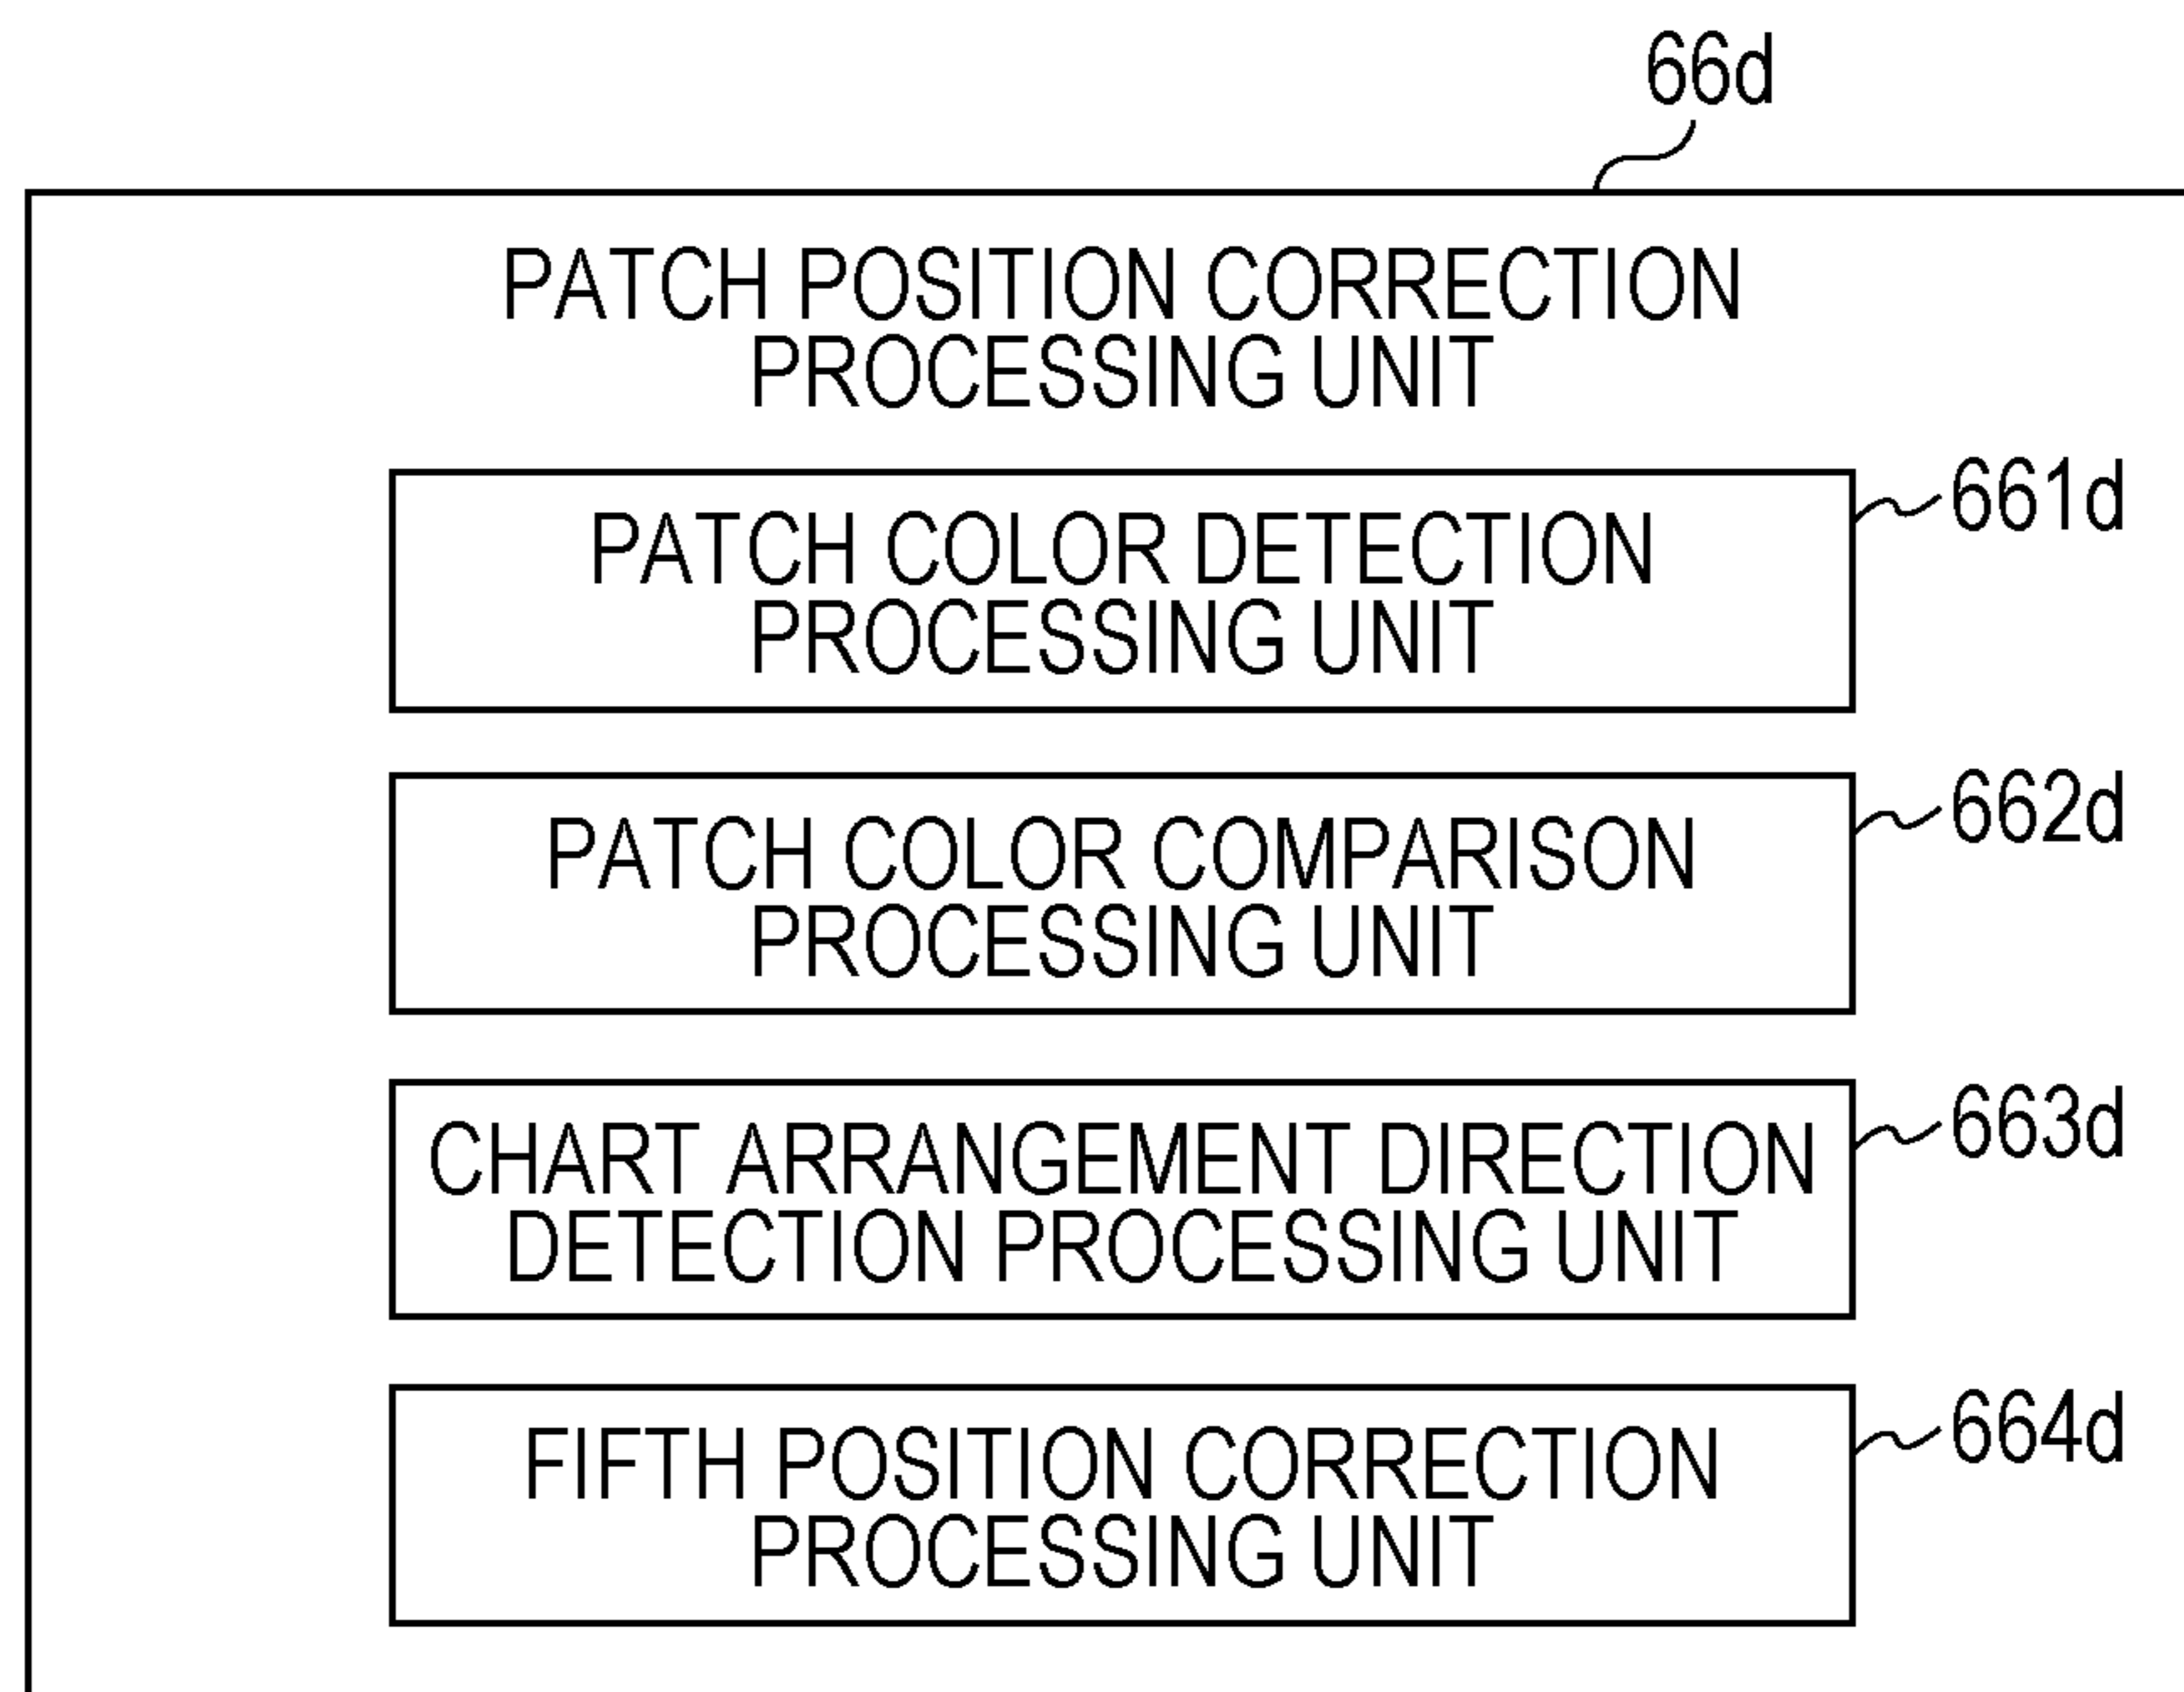 66d
PATCH POSITION CORRECTION
PROCESSING UNIT
661d
PATCH COLOR DETECTION
PROCESSING UNIT
662d
PATCH COLOR COMPARISON
PROCESSING UNIT
663d
CHART ARRANGEMENT DIRECTION
DETECTION PROCESSING UNIT
664d
FIFTH POSITION CORRECTION
PROCESSING UNIT